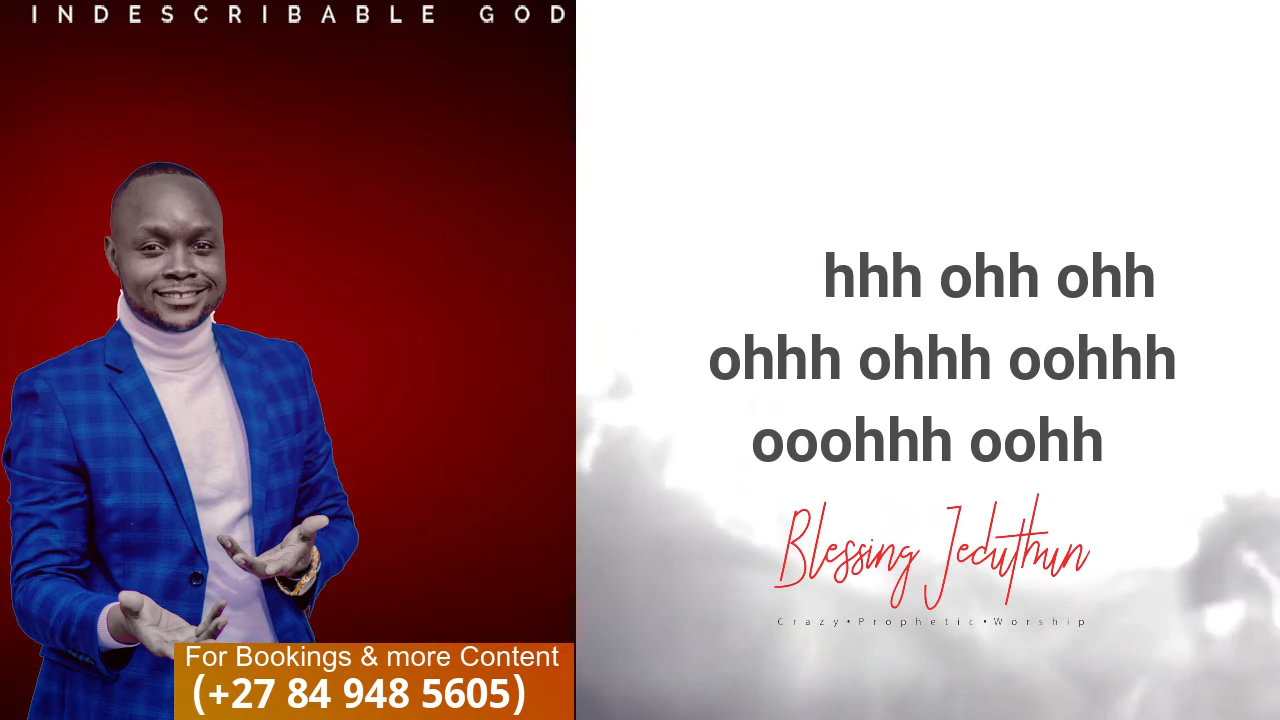 INDESCRIBABLE GOD
hhh ohh ohh
ohhh ohhh oohhh
ooohhh oohh
Blessing Jeduthun
Crazy•Prophetic•Worship
For Bookings & more Content
(+27 84 948 5605)